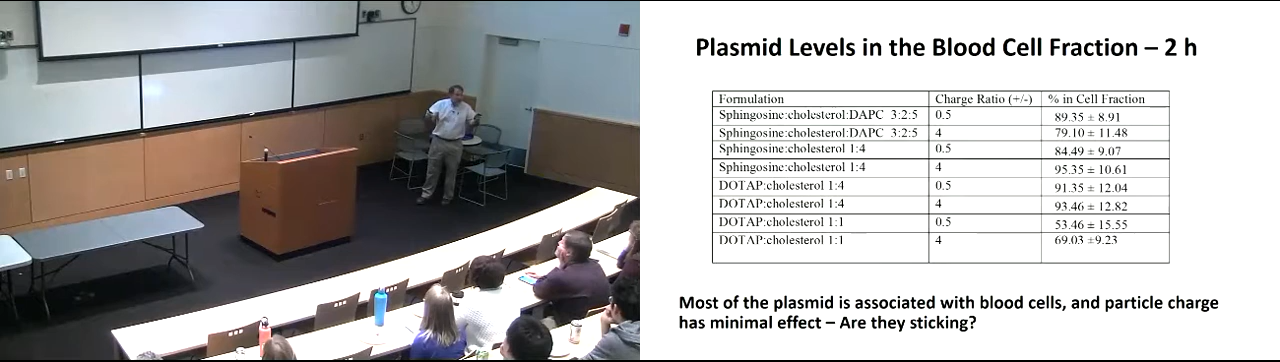 Plasmid Levels in the Blood Cell Fraction – 2 h
Formulation Charge Ratio (+/-) % in Cell Fraction
Sphingosine:cholesterol:DAPC 3:2:5 0.5 89.35 ± 8.91
Sphingosine:cholesterol:DAPC 3:2:5 4 79.10 ± 11.48
Sphingosine:cholesterol 1:4 0.5 84.49 ± 9.07
Sphingosine:cholesterol 1:4 4 95.35 ± 10.61
DOTAP:cholesterol 1:4 0.5 91.35 ± 12.04
DOTAP:cholesterol 1:4 4 93.46 ± 12.82
DOTAP:cholesterol 1:1 0.5 53.46 ± 15.55
DOTAP:cholesterol 1:1 4 69.03 ±9.23
Most of the plasmid is associated with blood cells, and particle charge
has minimal effect – Are they sticking?